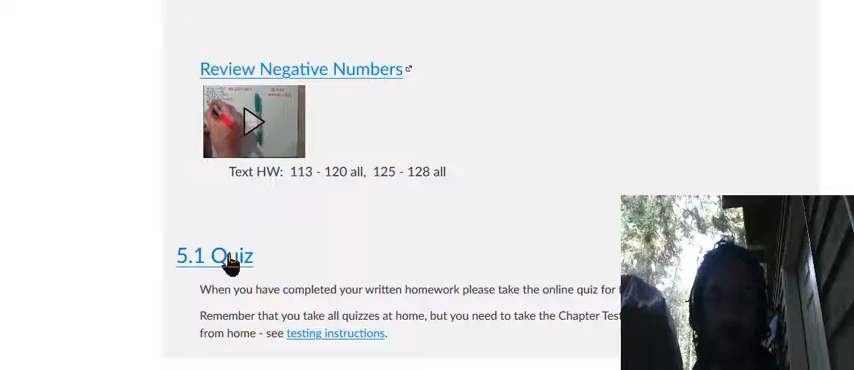 Review Negative Numbers
Text HW: 113 - 120 all, 125 - 128 all
5.1 Quiz
When you have completed your written homework please take the online quiz for
Remember that you take all quizzes at home, but you need to take the Chapter Test
from home - see testing instructions.